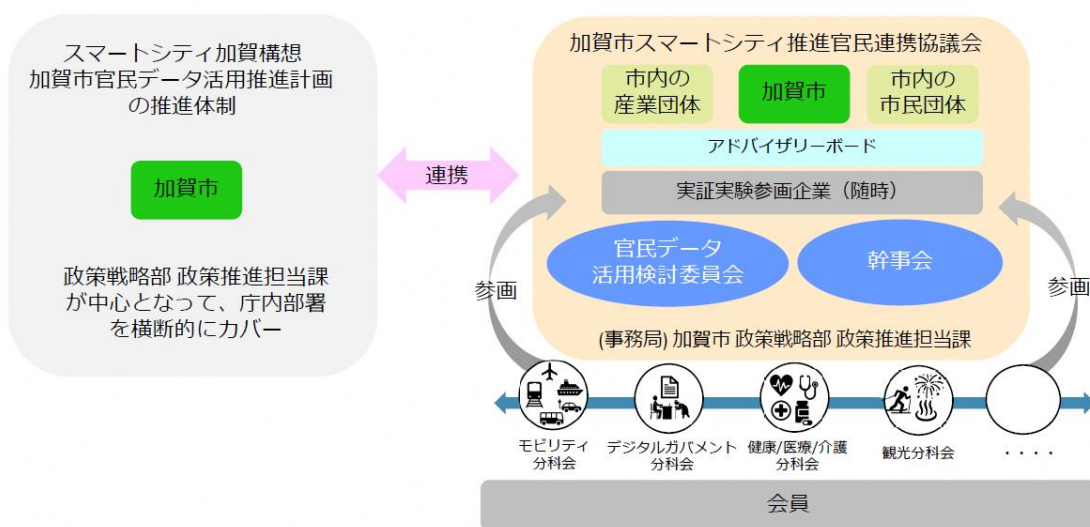 スマートシティ加賀構想
加賀市官民データ活用推進計画
の推進体制
加賀市
政策戦略部 政策推進担当課
が中心となって、庁内部署
を横断的にカバー
連携
加賀市スマートシティ推進官民連携協議会
市内の
産業団体
加賀市
市内の
市民団体
アドバイザリーボード
実証実験参画企業（随時）
官民データ
活用検討委員会
幹事会
(事務局) 加賀市 政策戦略部 政策推進担当課
参画
参画
モビリティ
分科会
デジタルガバメント
分科会
健康/医療/介護
分科会
観光分科会
・・・・
会員